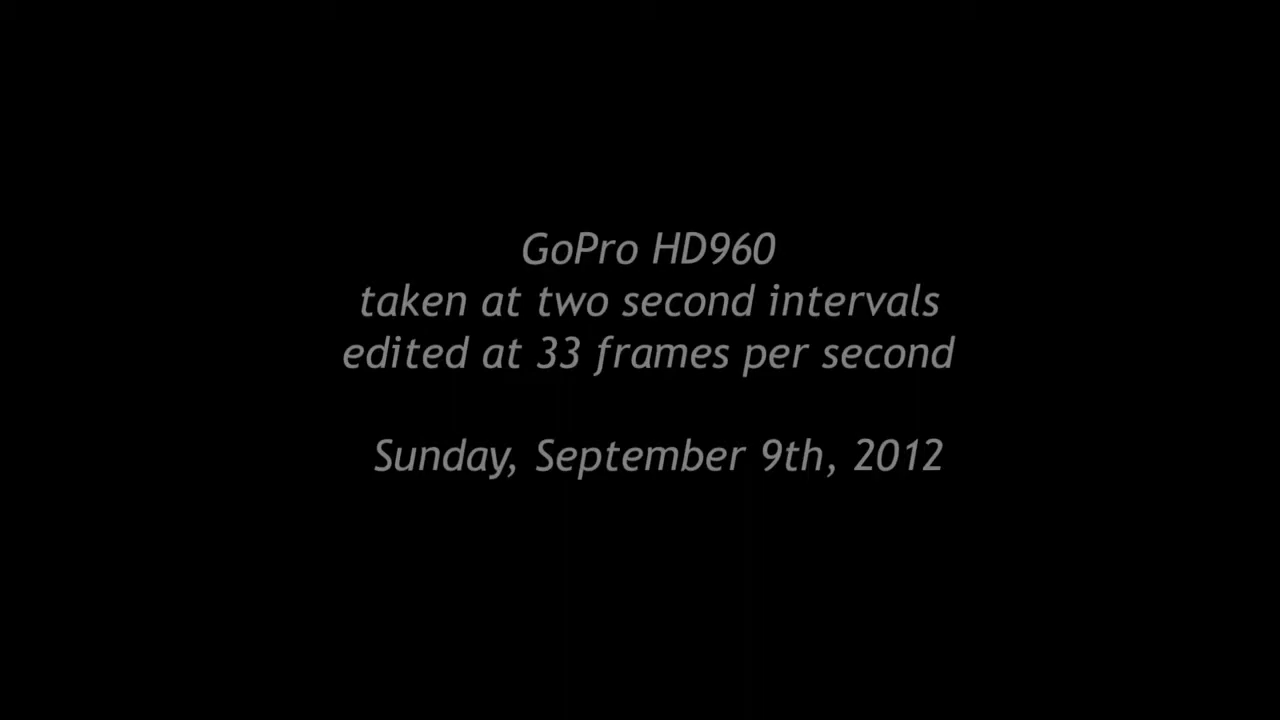 GoPro HD960
taken at two second intervals
edited at 33 frames per second
Sunday, September 9th, 2012